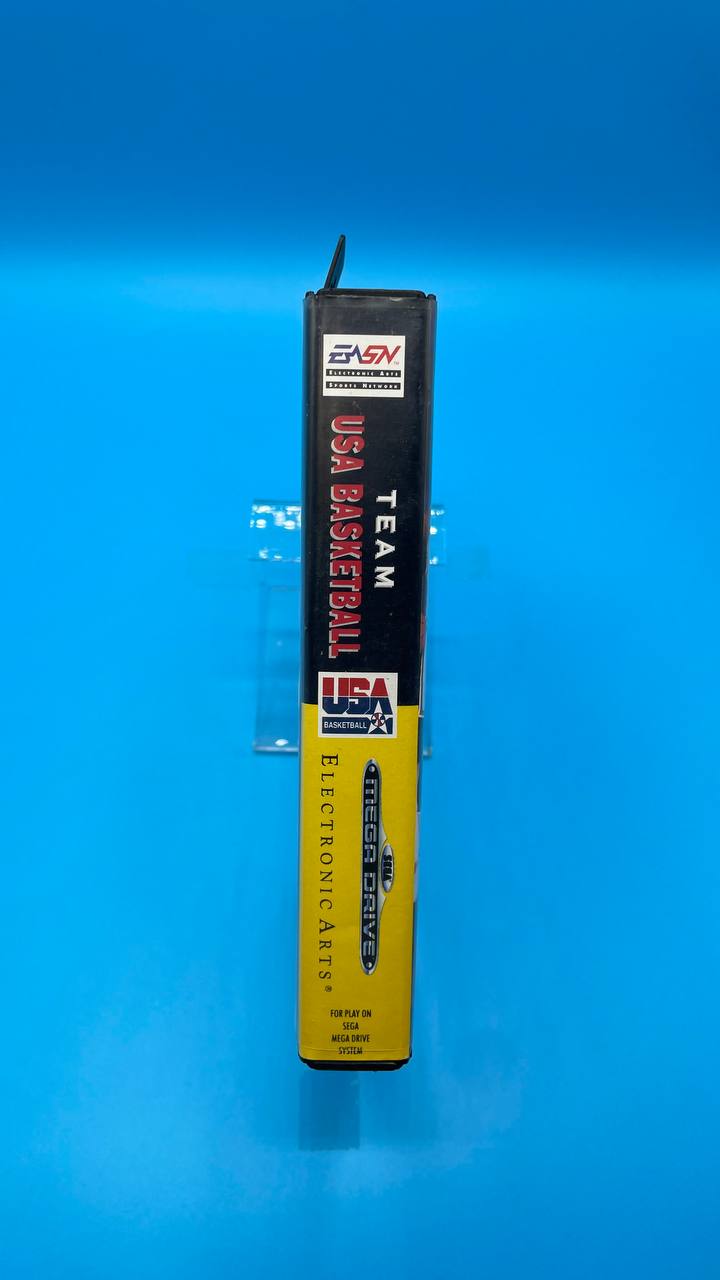 EASN™
ELECTRONIC ARTS
SPORTS NETWORK
TEAM
USA BASKETBALL
USA
BASKETBALL
SEGA
MEGA DRIVE
ELECTRONIC ARTS®
FOR PLAY ON
SEGA
MEGA DRIVE
SYSTEM